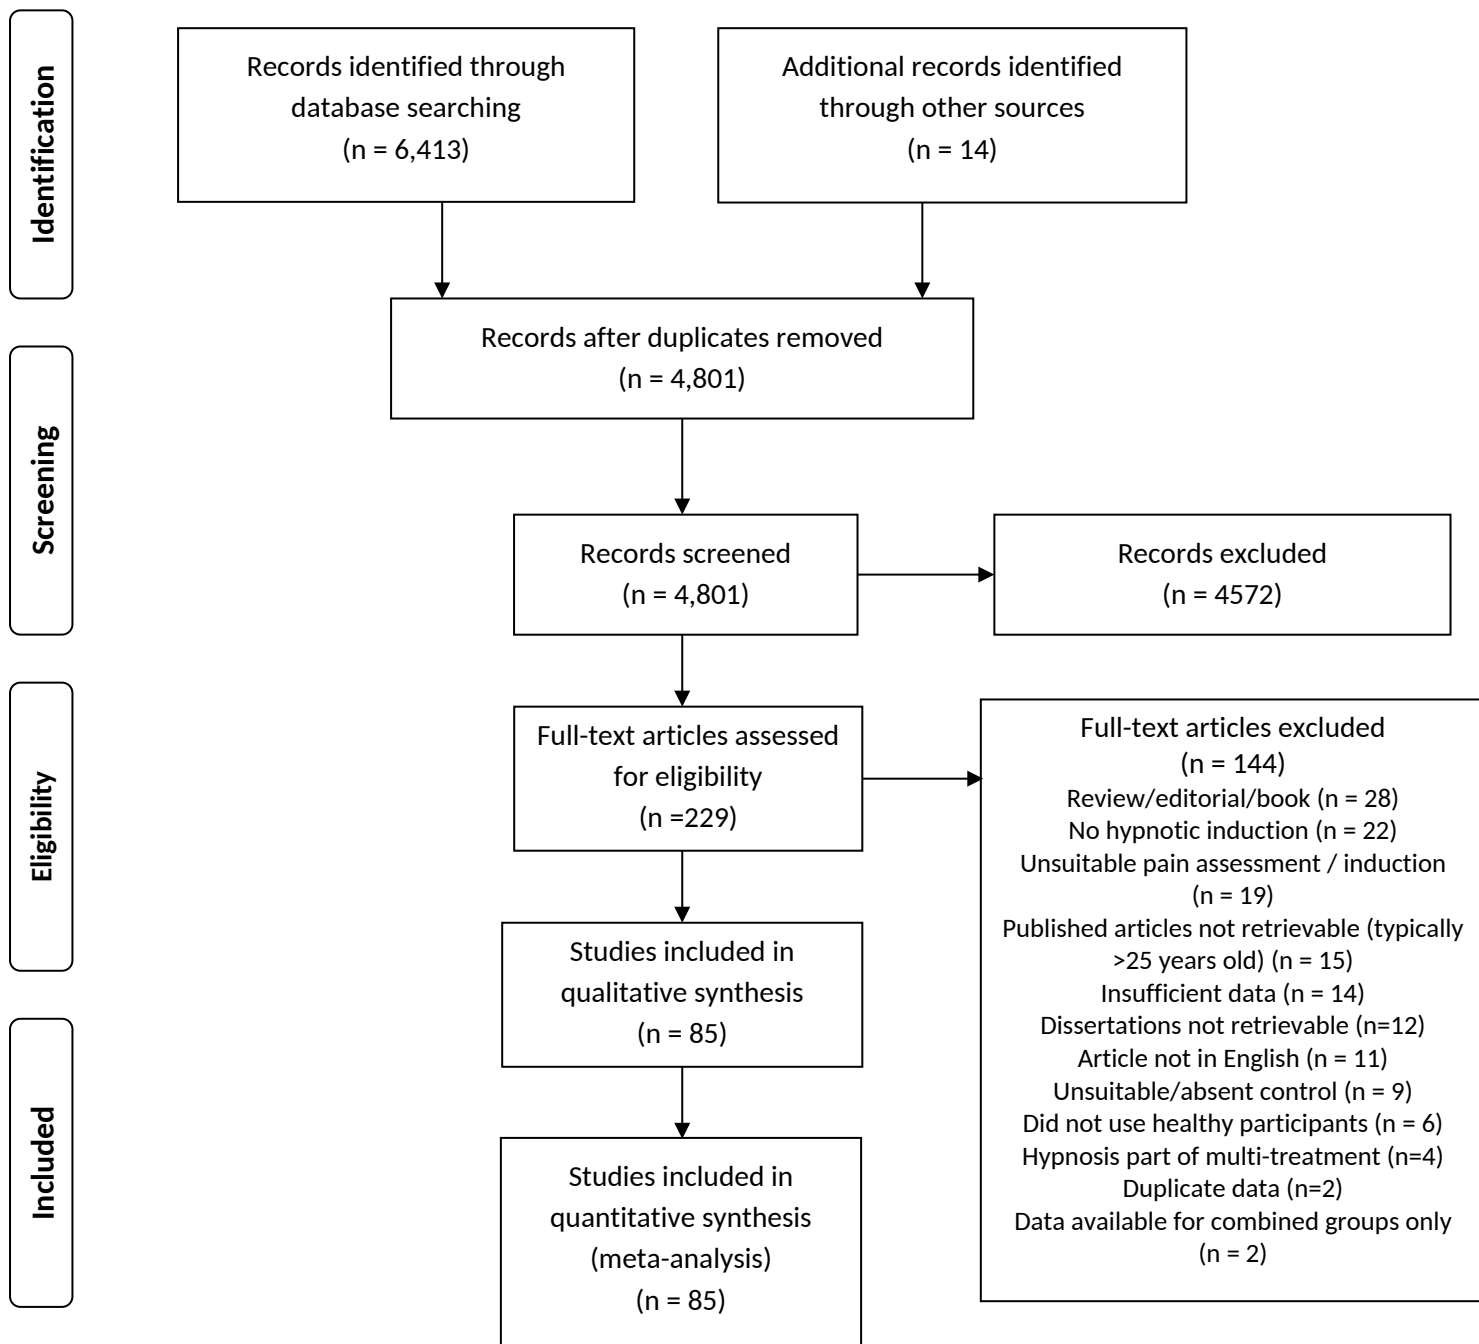 Identification
Records identified through
database searching
(n = 6,413)
Additional records identified
through other sources
(n = 14)
Records after duplicates removed
(n = 4,801)
Screening
Records screened
(n = 4,801)
Records excluded
(n = 4572)
Eligibility
Full-text articles assessed
for eligibility
(n =229)
Full-text articles excluded
(n = 144)
Review/editorial/book (n = 28)
No hypnotic induction (n = 22)
Unsuitable pain assessment / induction
(n = 19)
Published articles not retrievable (typically
>25 years old) (n = 15)
Insufficient data (n = 14)
Dissertations not retrievable (n=12)
Article not in English (n = 11)
Unsuitable/absent control (n = 9)
Did not use healthy participants (n = 6)
Hypnosis part of multi-treatment (n=4)
Duplicate data (n=2)
Data available for combined groups only
(n = 2)
Studies included in
qualitative synthesis
(n = 85)
Included
Studies included in
quantitative synthesis
(meta-analysis)
(n = 85)